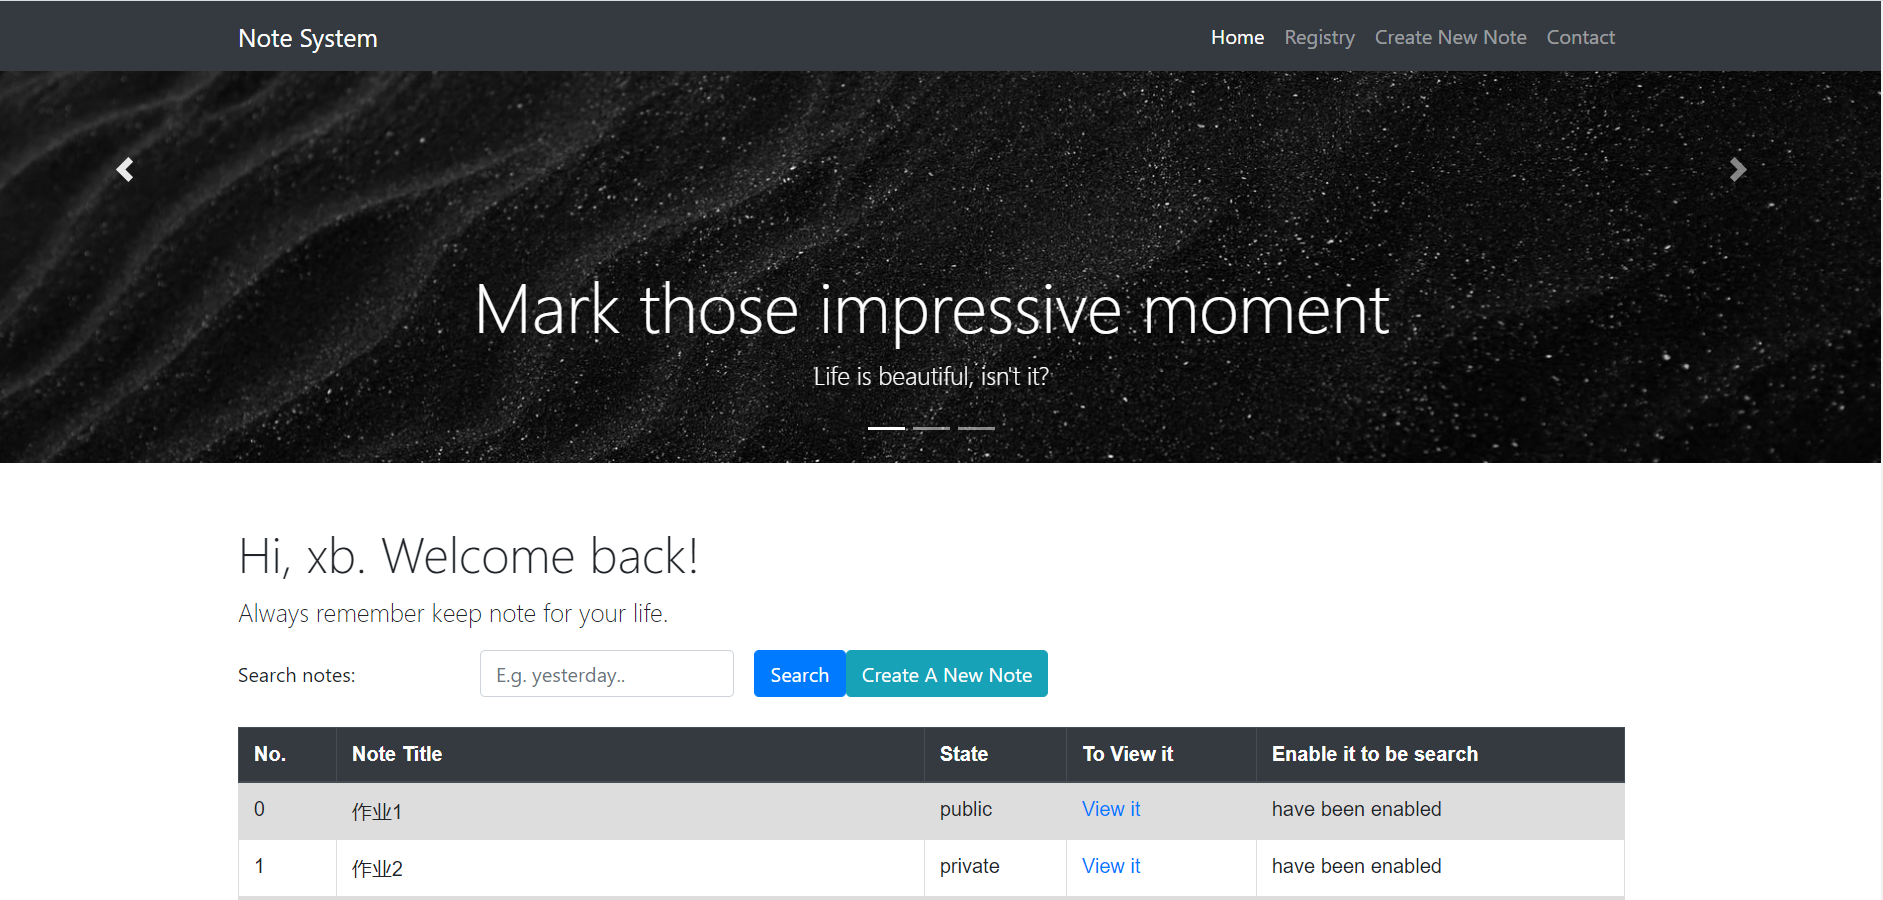 Note System
Home Registry Create New Note Contact
Mark those impressive moment
Life is beautiful, isn't it?
Hi, xb. Welcome back!
Always remember keep note for your life.
Search notes: E.g. yesterday.. Search Create A New Note
No. Note Title State To View it Enable it to be search
0 作业1 public View it have been enabled
1 作业2 private View it have been enabled